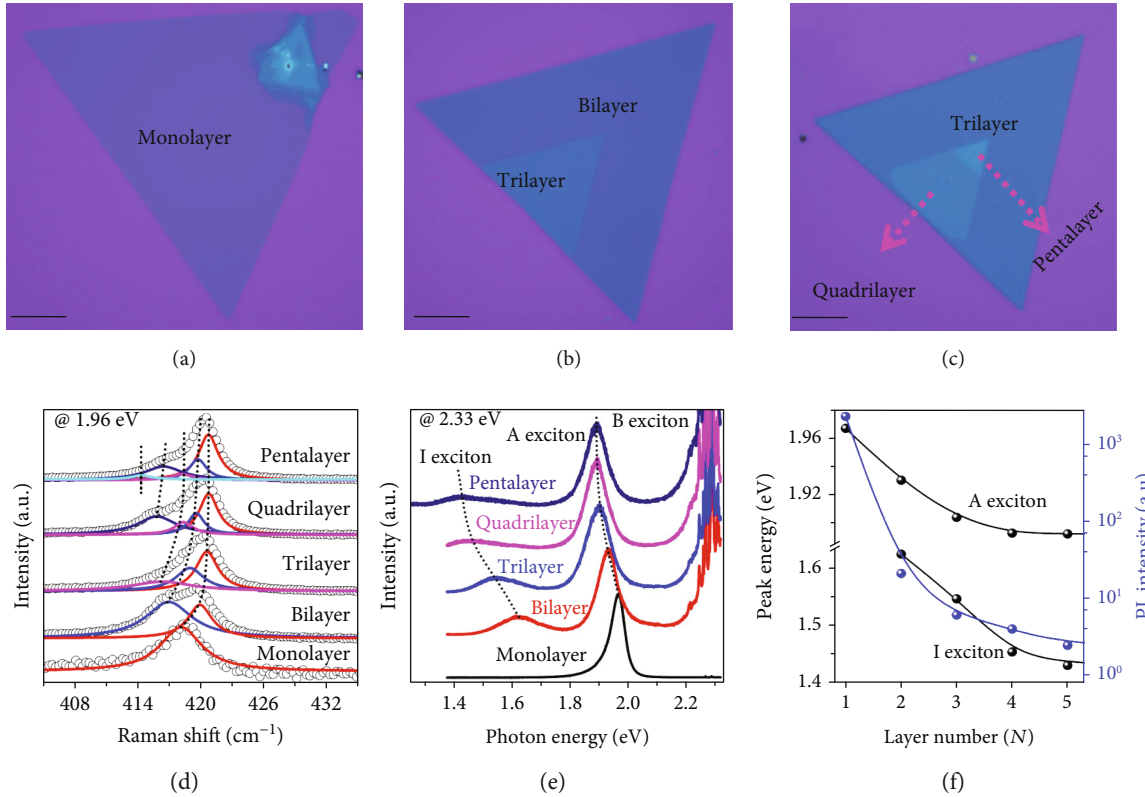 Monolayer
(a)
Bilayer
Trilayer
(b)
Trilayer
Pentalayer
Quadrilayer
(c)
@ 1.96 eV
Pentalayer
Quadrilayer
Trilayer
Bilayer
Monolayer
Intensity (a.u.)
408 414 420 426 432
Raman shift (cm⁻¹)
(d)
@ 2.33 eV
A exciton
B exciton
I exciton
Pentalayer
Quadrilayer
Trilayer
Bilayer
Monolayer
Intensity (a.u.)
1.4 1.6 1.8 2.0 2.2
Photon energy (eV)
(e)
1.96
1.92
1.6
1.5
1.4
Peak energy (eV)
A exciton
I exciton
10³
10²
10¹
10⁰
PL intensity (a.u)
1 2 3 4 5
Layer number (N)
(f)